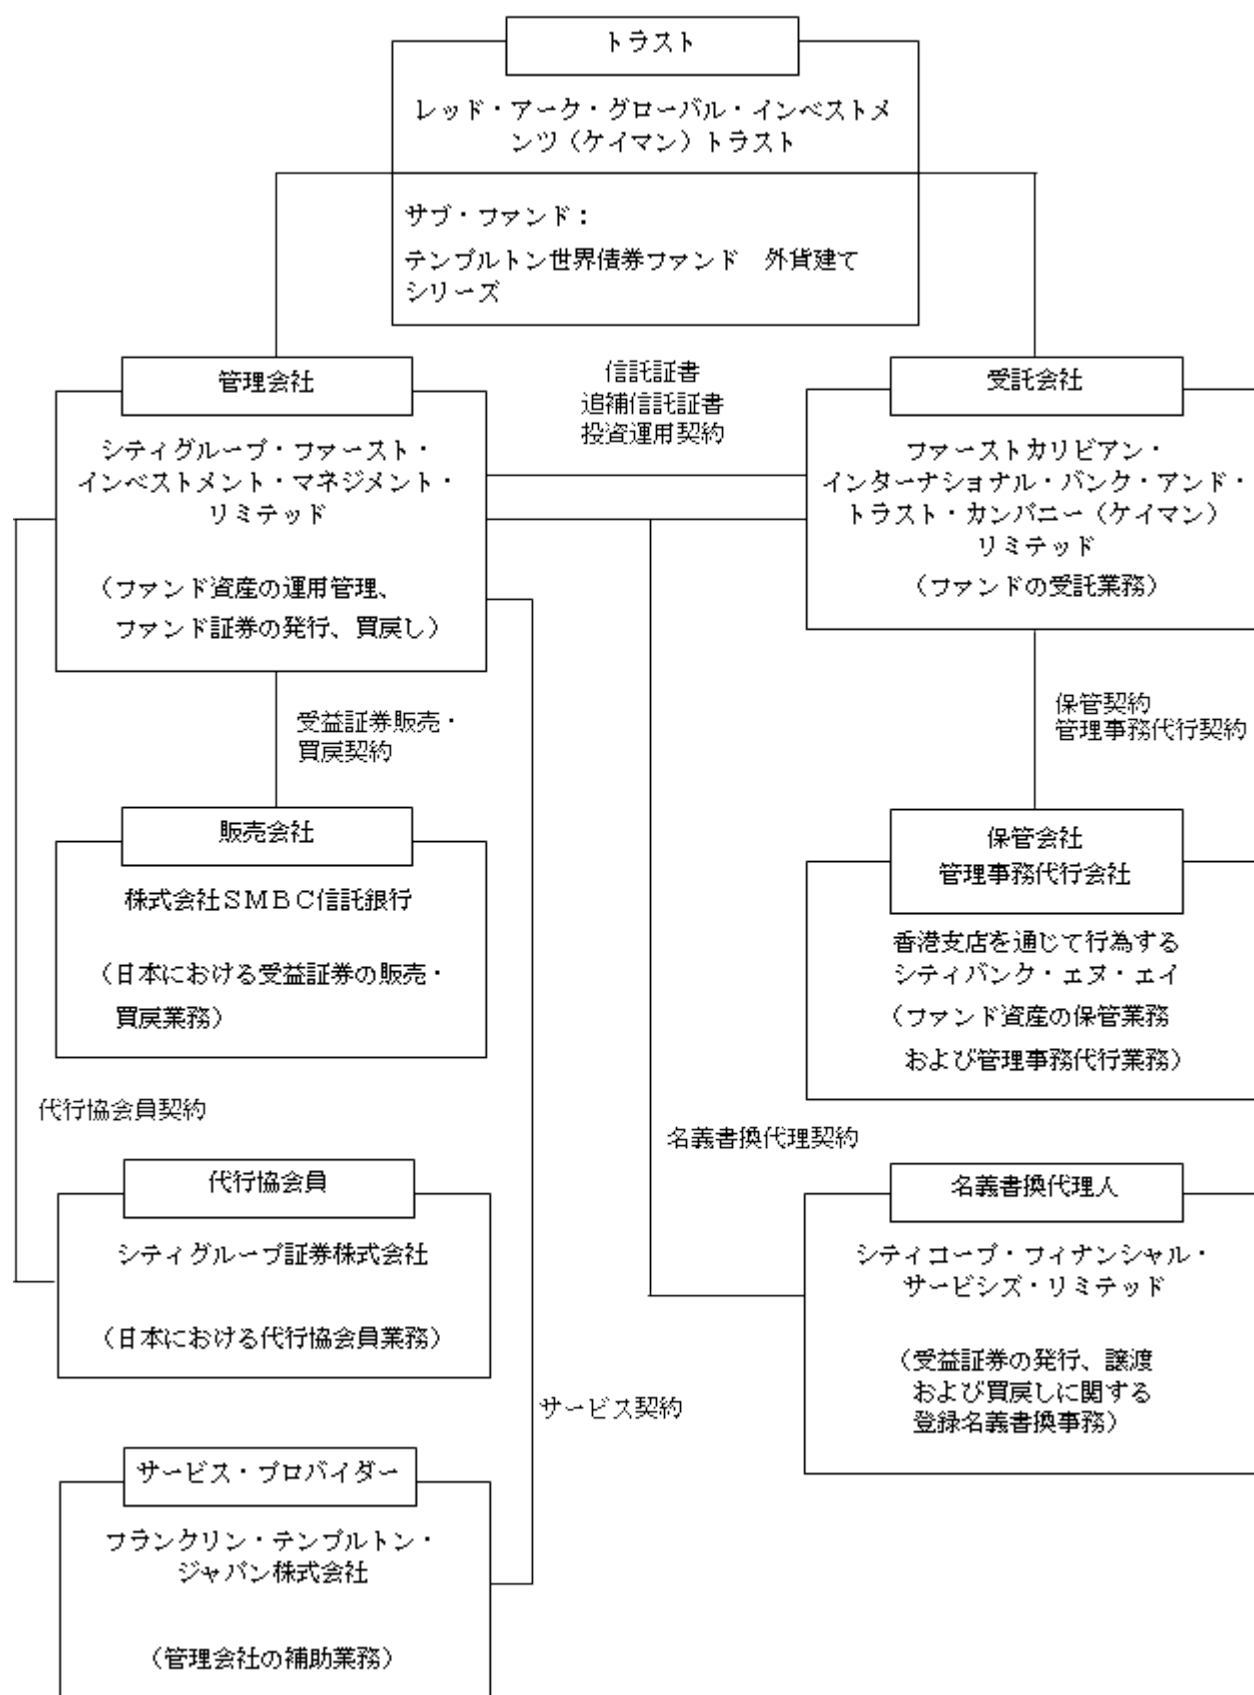 トラスト
レッド・アーク・グローバル・インベストメ
ンツ（ケイマン）トラスト
サブ・ファンド：
テンプルトン世界債券ファンド　外貨建て
シリーズ
管理会社
シティグループ・ファースト・
インベストメント・マネジメント・
リミテッド
（ファンド資産の運用管理、
ファンド証券の発行、買戻し）
信託証書
追補信託証書
投資運用契約
受託会社
ファーストカリビアン・
インターナショナル・バンク・アンド・
トラスト・カンパニー（ケイマン）
リミテッド
（ファンドの受託業務）
受益証券販売・
買戻契約
保管契約
管理事務代行契約
販売会社
株式会社ＳＭＢＣ信託銀行
（日本における受益証券の販売・
買戻業務）
保管会社
管理事務代行会社
香港支店を通じて行為する
シティバンク・エヌ・エイ
（ファンド資産の保管業務
および管理事務代行業務）
代行協会員契約
名義書換代理契約
代行協会員
シティグループ証券株式会社
（日本における代行協会員業務）
名義書換代理人
シティコープ・フィナンシャル・
サービシズ・リミテッド
（受益証券の発行、譲渡
および買戻しに関する
登録名義書換事務）
サービス契約
サービス・プロバイダー
フランクリン・テンプルトン・
ジャパン株式会社
（管理会社の補助業務）